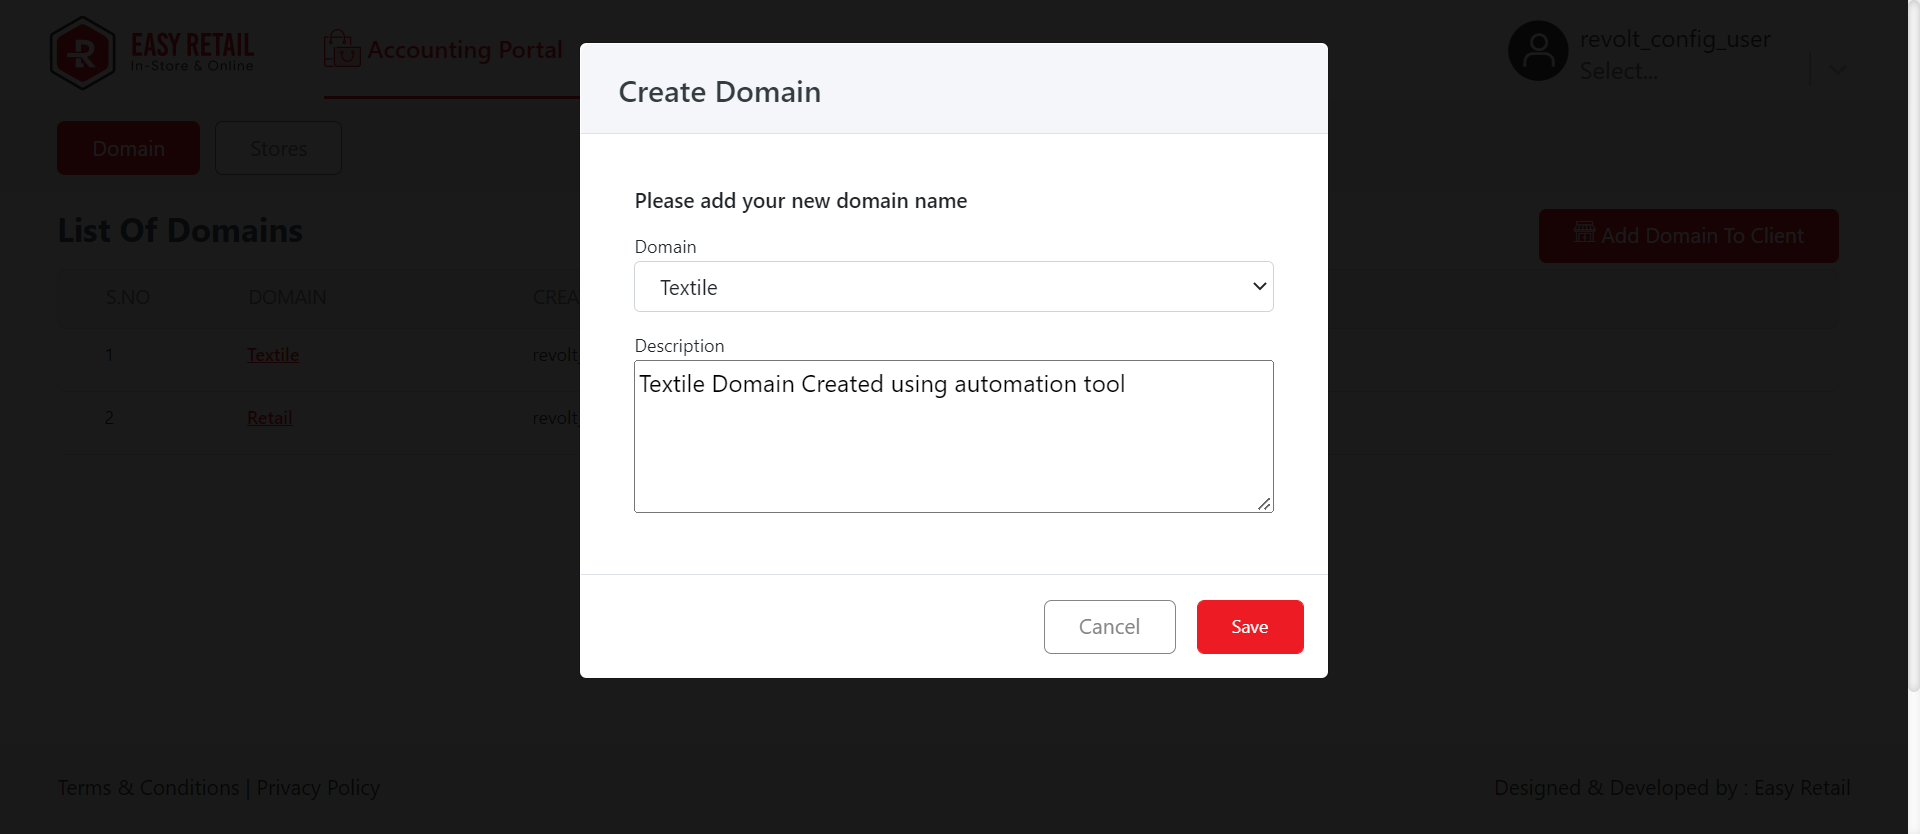 EASY RETAIL
In-Store & Online
Accounting Portal
revolt_config_user
Select...
Domain
Stores
List Of Domains
Add Domain To Client
S.NO DOMAIN
1 Textile revolt
2 Retail revolt
Create Domain
Please add your new domain name
Domain
Textile
Description
Textile Domain Created using automation tool
Cancel
Save
Terms & Conditions | Privacy Policy
Designed & Developed by : Easy Retail